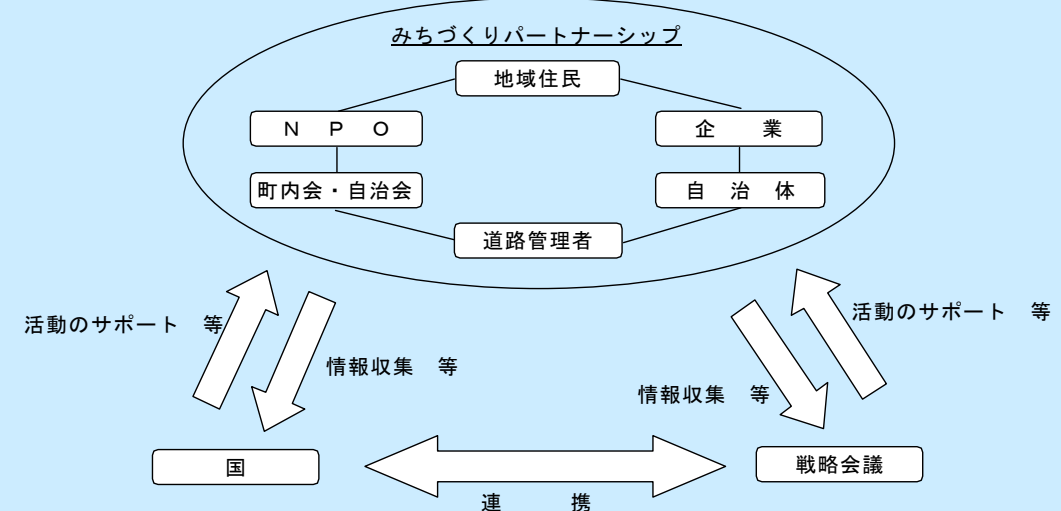 みちづくりパートナーシップ
地域住民
Ｎ　Ｐ　Ｏ
企　　業
町内会・自治会
自　治　体
道路管理者
活動のサポート　等
活動のサポート　等
情報収集　等
情報収集　等
国
戦略会議
連　　　携